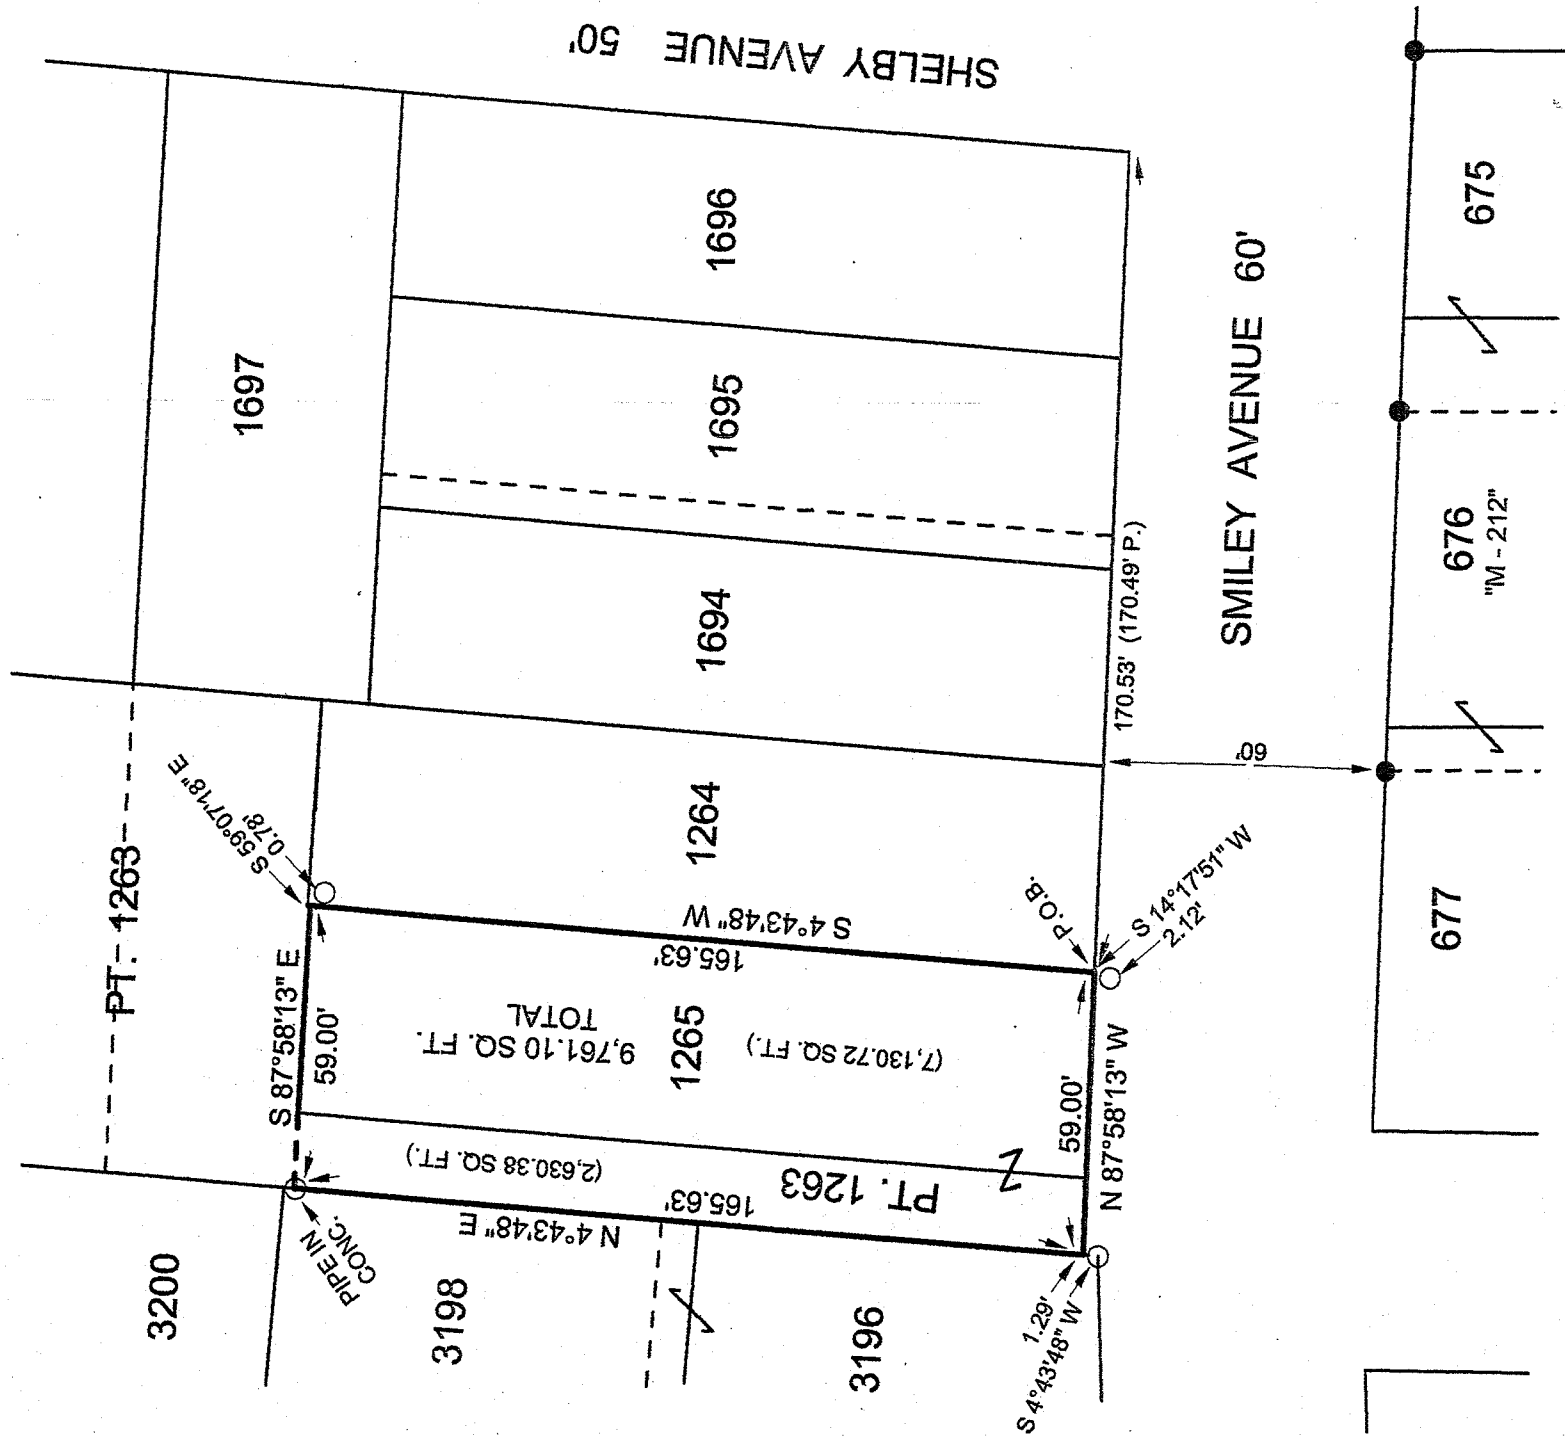 SHELBY AVENUE 50'
1697
1696
1695
1694
170.53' (170.49' P.)
SMILEY AVENUE 60'
60'
675
676
"M - 212"
677
PT. 1263
S 59°07'18" E
0.78'
1264
S 4°43'48" W
165.63'
P.O.B.
S 14°17'51" W
2.12'
S 87°58'13" E
59.00'
9,761.10 SQ. FT.
TOTAL
1265
(7,130.72 SQ. FT.)
59.00'
N 87°58'13" W
(2,630.38 SQ. FT.)
PT. 1263
165.63'
N 4°43'48" E
PIPE IN
CONC.
3200
3198
3196
1.29'
S 4°43'48" W